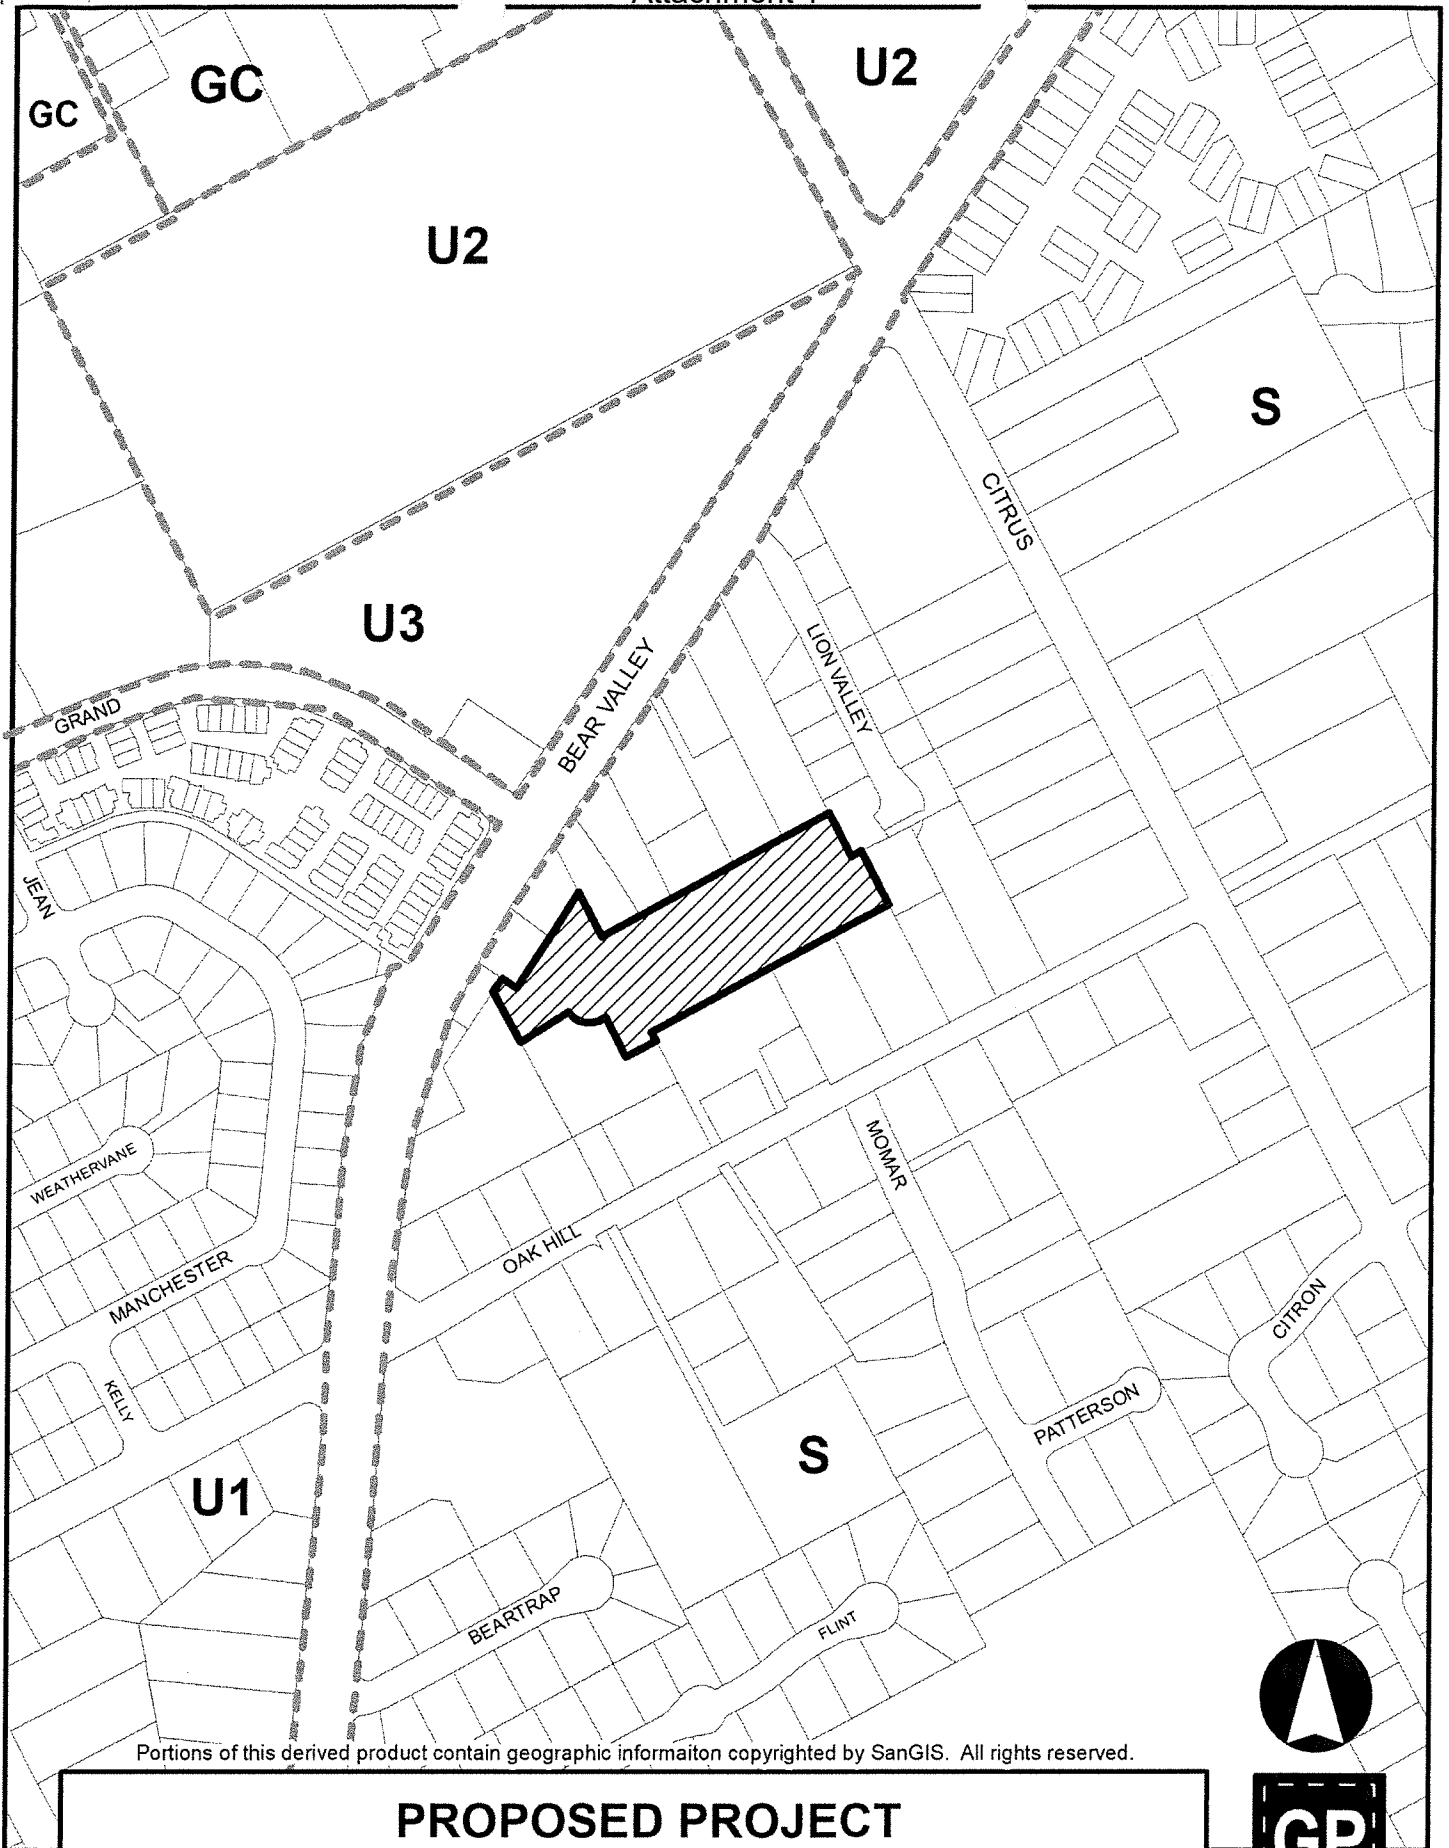 GC
GC
U2
U2
S
CITRUS
U3
LION VALLEY
BEAR VALLEY
GRAND
JEAN
WEATHERVANE
MOMAR
OAK HILL
MANCHESTER
CITRON
KELLY
PATTERSON
S
U1
BEARTRAP
FLINT
Portions of this derived product contain geographic informaiton copyrighted by SanGIS. All rights reserved.
PROPOSED PROJECT
GP